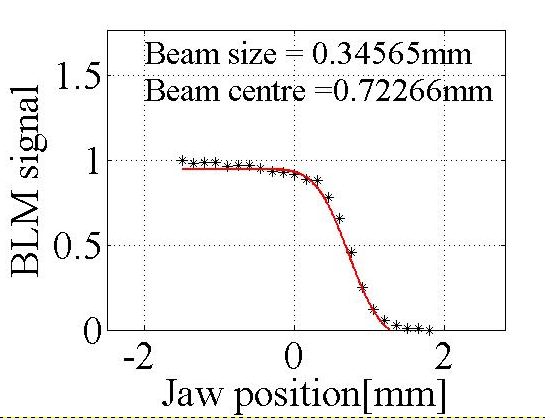 Beam size = 0.34565mm
Beam centre =0.72266mm
1.5
1
0.5
0
BLM signal
-2 0 2
Jaw position[mm]